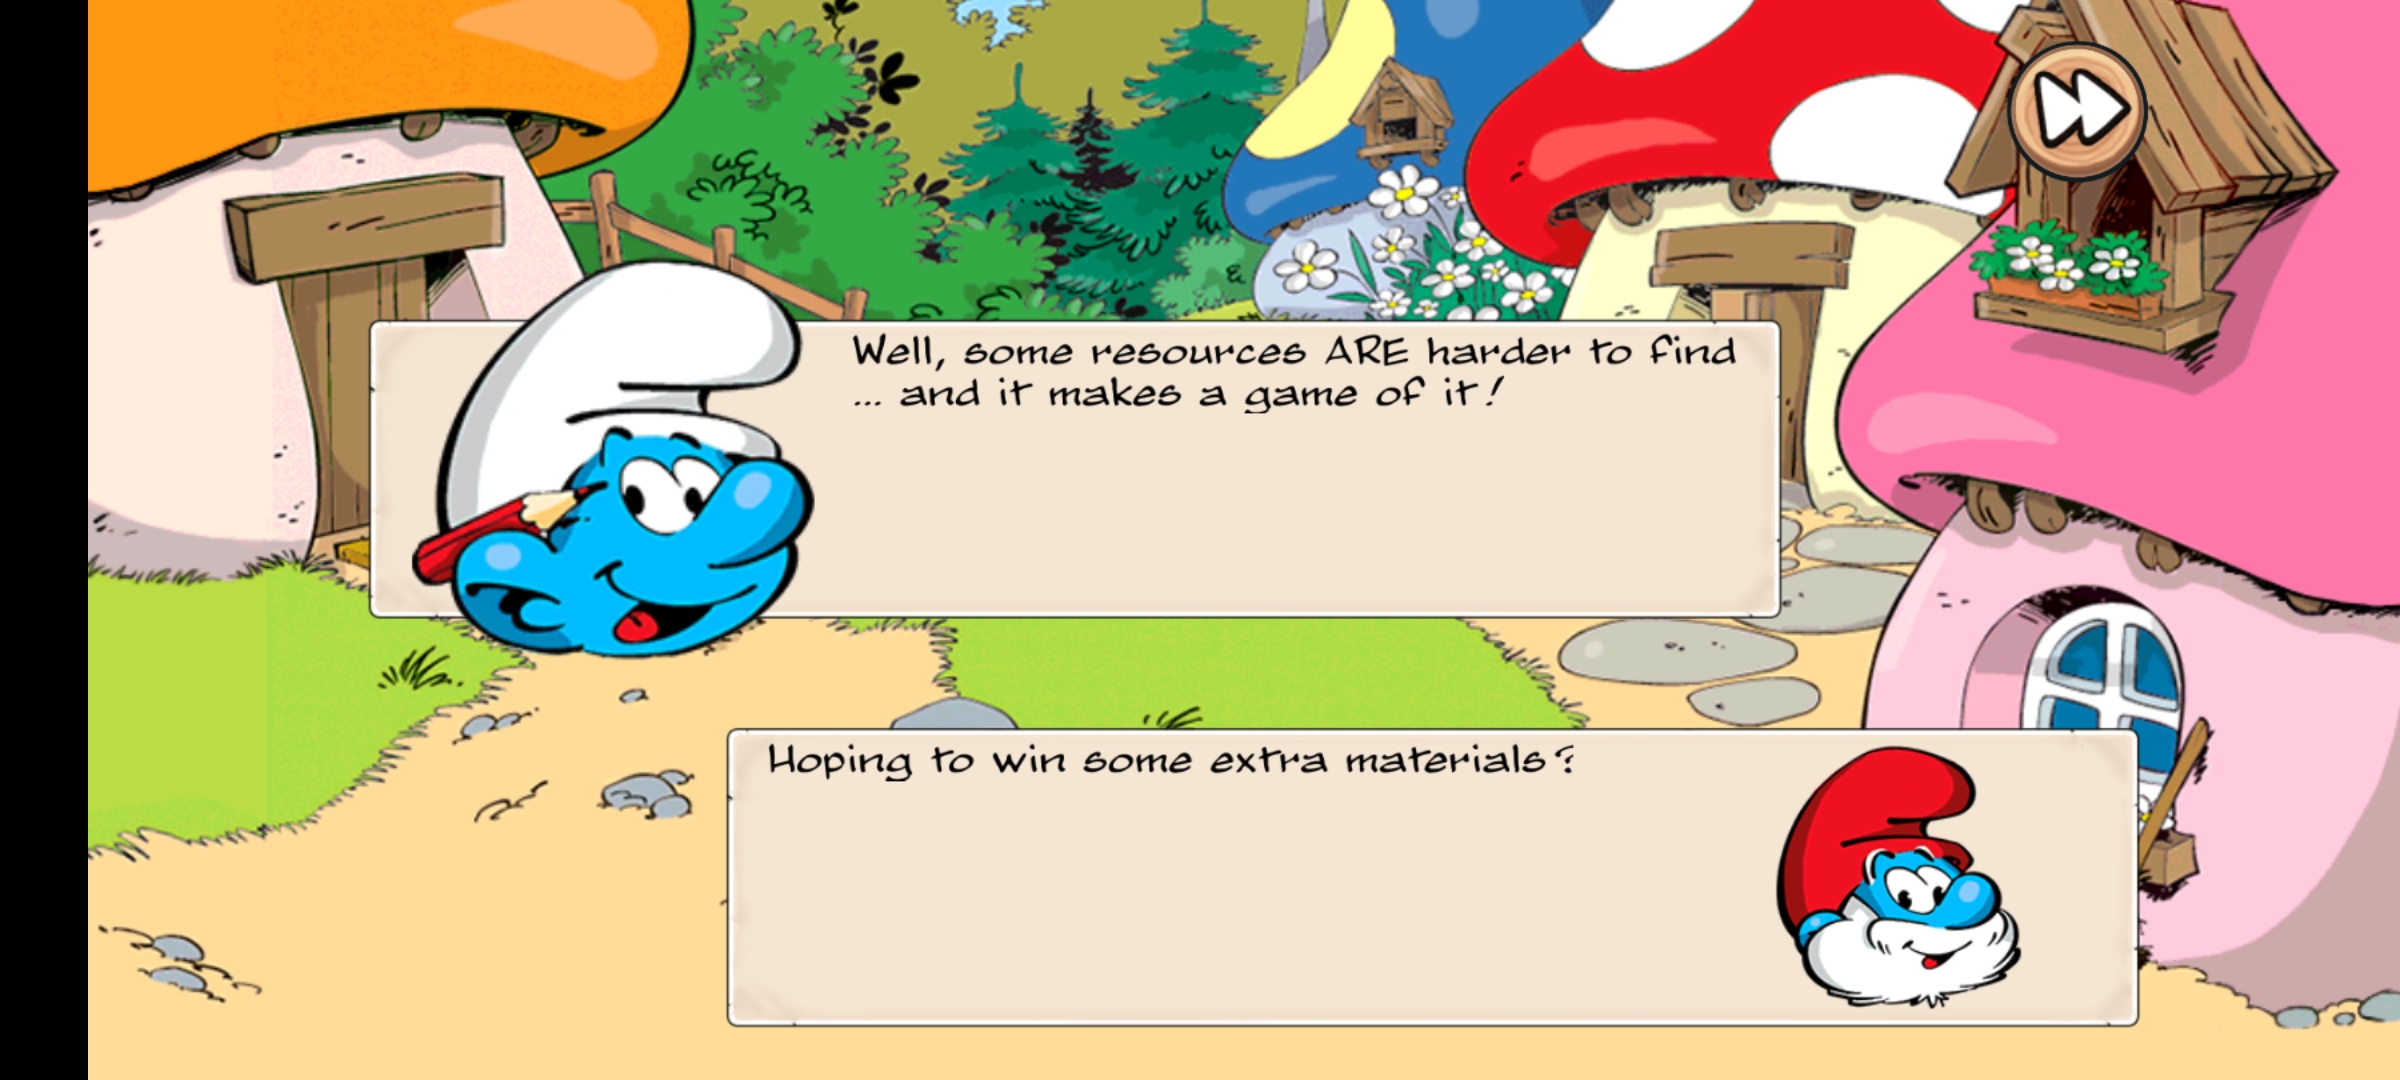 Well, some resources ARE harder to find
... and it makes a game of it!
Hoping to win some extra materials?